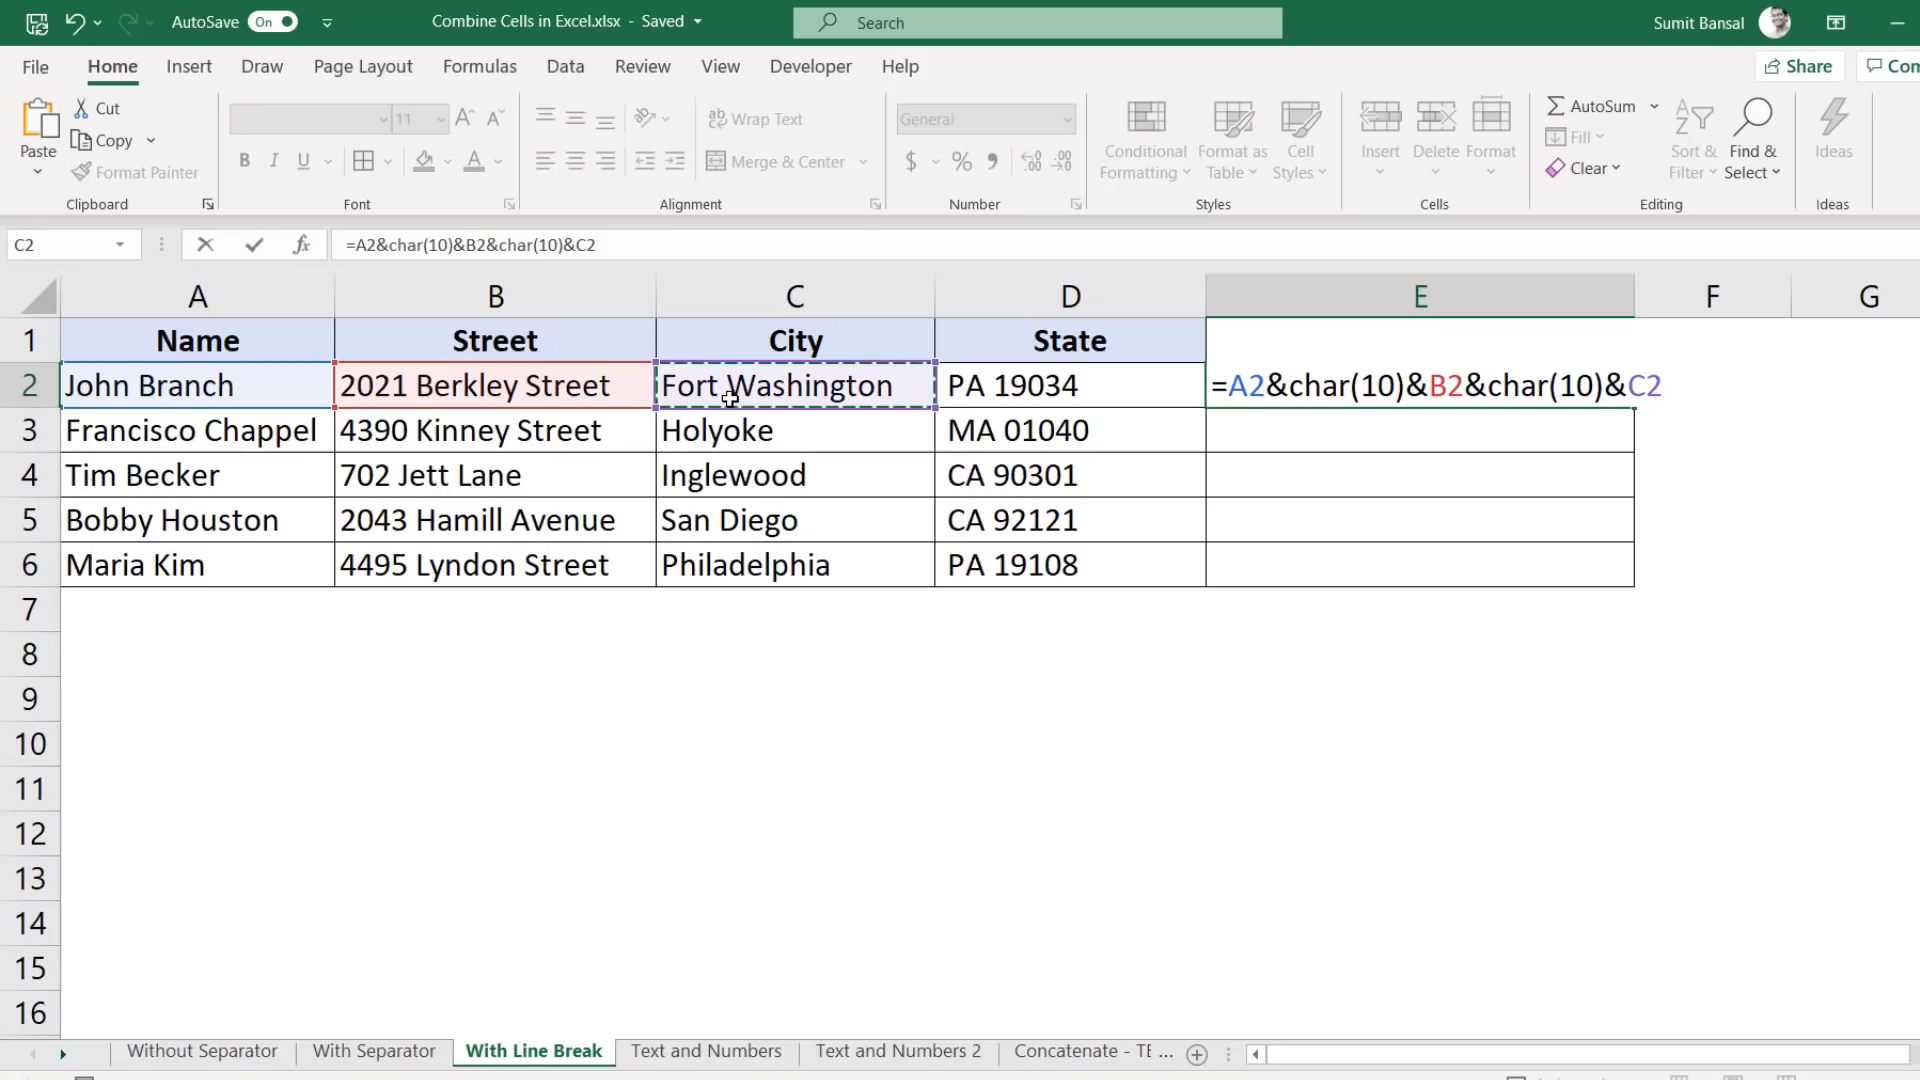 AutoSave On Combine Cells in Excel.xlsx - Saved Search Sumit Bansal
File Home Insert Draw Page Layout Formulas Data Review View Developer Help Share Com
Paste Cut Copy Format Painter
Clipboard
11
B I U A
Font
Wrap Text
Merge & Center
Alignment
General
$ % 9
Number
Conditional Formatting Format as Table Cell Styles
Styles
Insert Delete Format
Cells
AutoSum Fill Clear Sort & Filter Find & Select
Editing
Ideas
Ideas
C2 fx =A2&char(10)&B2&char(10)&C2
A B C D E F G
1 Name Street City State
2 John Branch 2021 Berkley Street Fort Washington PA 19034 =A2&char(10)&B2&char(10)&C2
3 Francisco Chappel 4390 Kinney Street Holyoke MA 01040
4 Tim Becker 702 Jett Lane Inglewood CA 90301
5 Bobby Houston 2043 Hamill Avenue San Diego CA 92121
6 Maria Kim 4495 Lyndon Street Philadelphia PA 19108
7
8
9
10
11
12
13
14
15
16
Without Separator With Separator With Line Break Text and Numbers Text and Numbers 2 Concatenate - TE ...